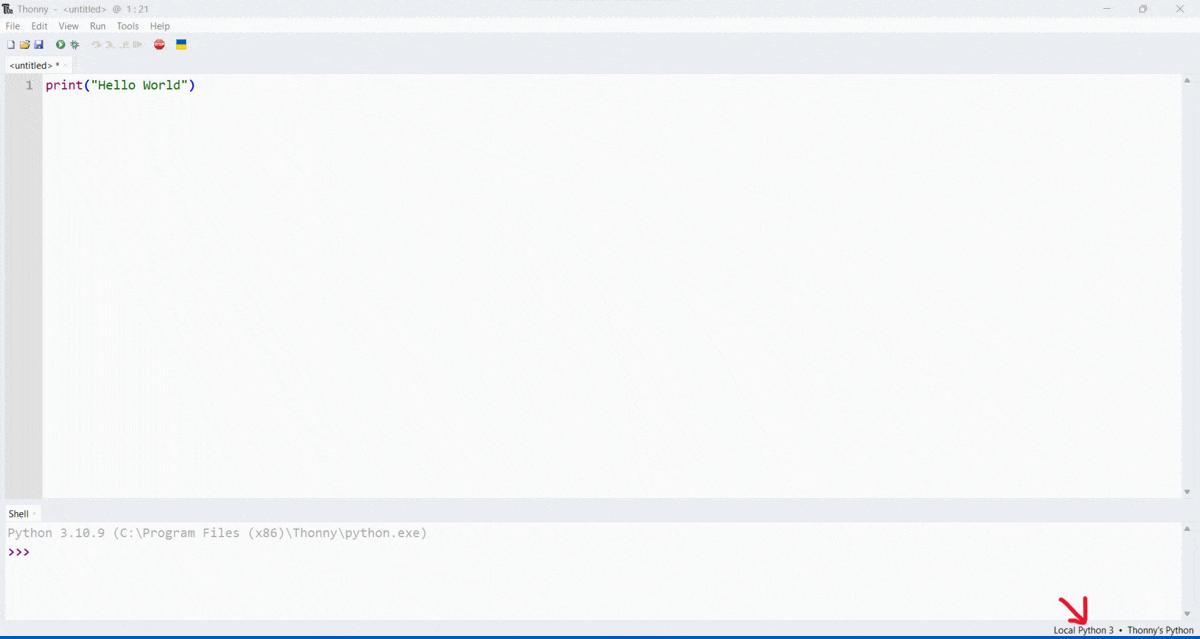 Thonny - <untitled> @ 1:21
File Edit View Run Tools Help
STOP
<untitled> *
1 print("Hello World")
Shell
Python 3.10.9 (C:\Program Files (x86)\Thonny\python.exe)
>>>
Local Python 3 • Thonny's Python